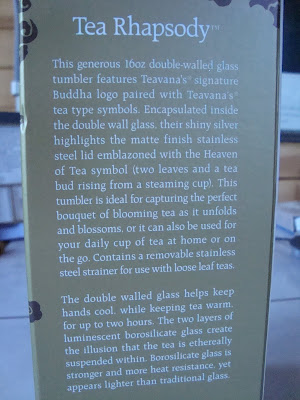 Tea Rhapsody™
This generous 16oz double-walled glass
tumbler features Teavana's® signature
Buddha logo paired with Teavana's®
tea type symbols. Encapsulated inside
the double wall glass, their shiny silver
highlights the matte finish stainless
steel lid emblazoned with the Heaven
of Tea symbol (two leaves and a tea
bud rising from a steaming cup). This
tumbler is ideal for capturing the perfect
bouquet of blooming tea as it unfolds
and blossoms, or it can also be used for
your daily cup of tea at home or on
the go. Contains a removable stainless
steel strainer for use with loose leaf teas.
The double walled glass helps keep
hands cool, while keeping tea warm,
for up to two hours. The two layers of
luminescent borosilicate glass create
the illusion that the tea is ethereally
suspended within. Borosilicate glass is
stronger and more heat resistance, yet
appears lighter than traditional glass.